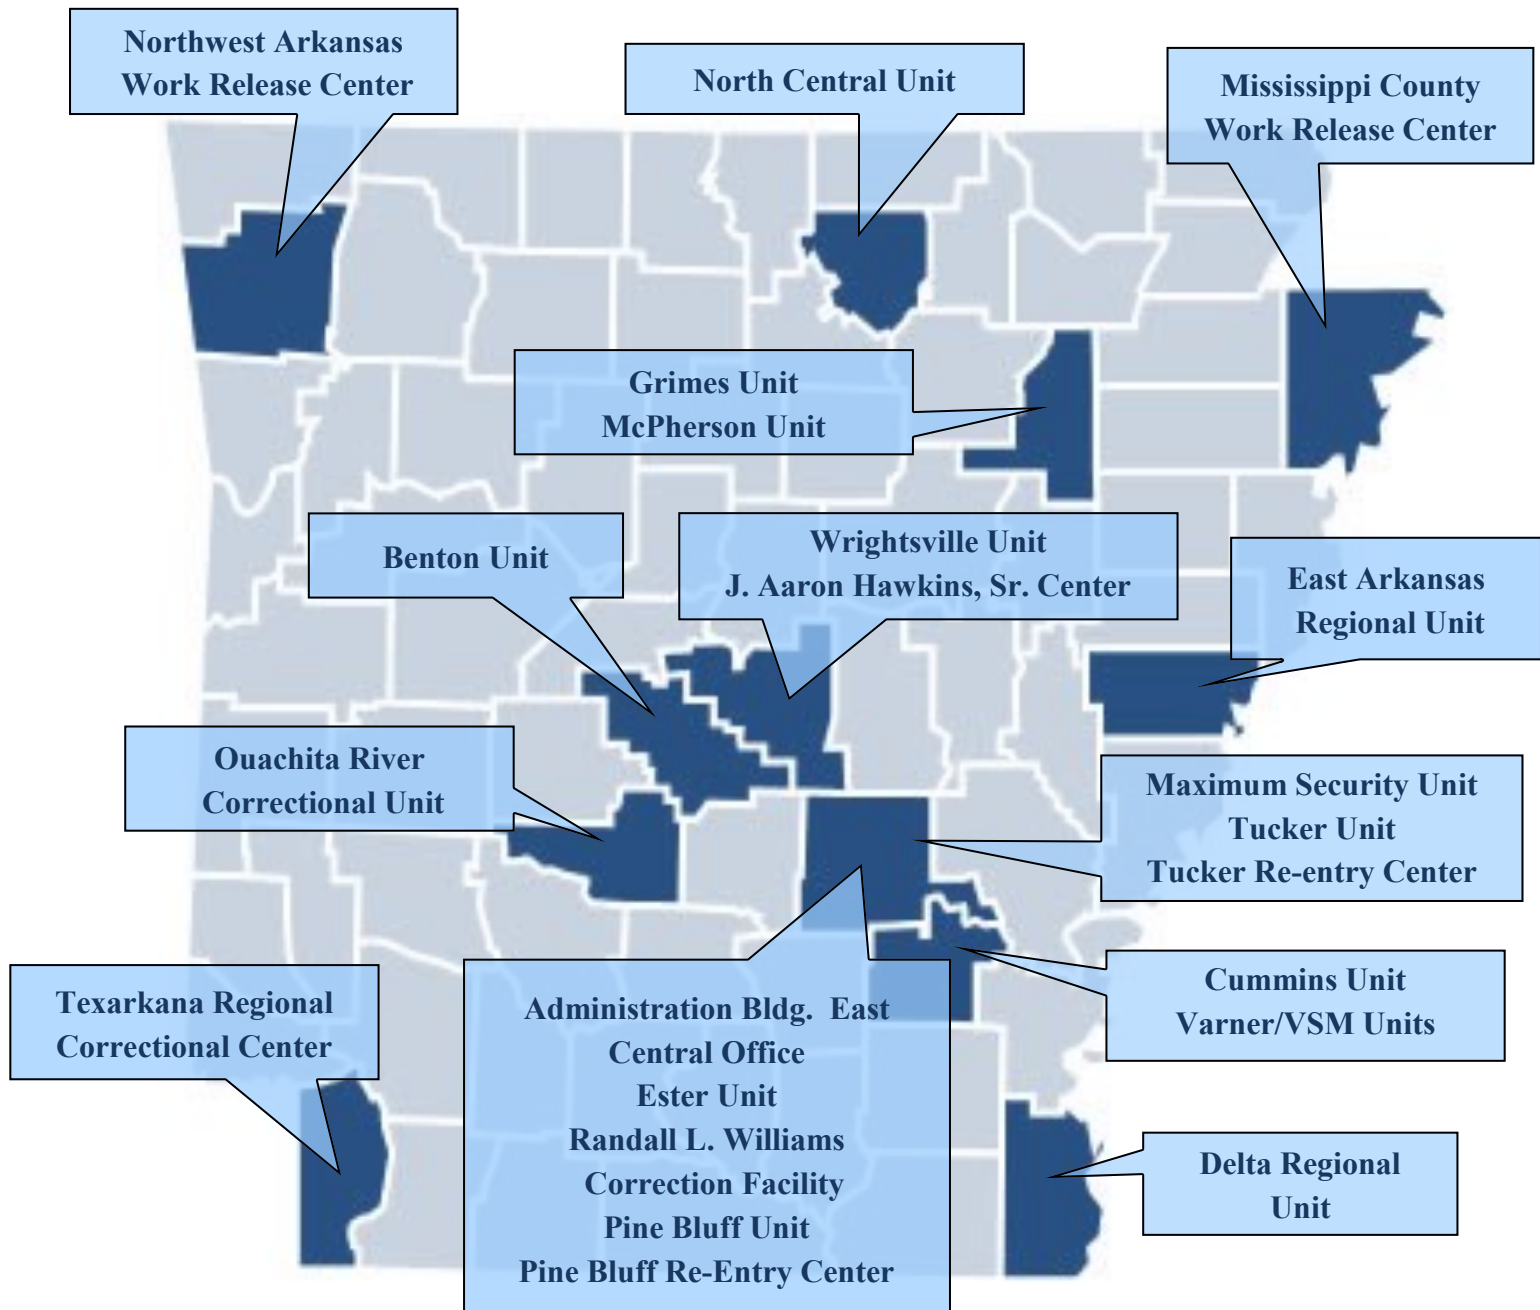 Northwest Arkansas
Work Release Center
North Central Unit
Mississippi County
Work Release Center
Grimes Unit
McPherson Unit
Benton Unit
Wrightsville Unit
J. Aaron Hawkins, Sr. Center
East Arkansas
Regional Unit
Ouachita River
Correctional Unit
Maximum Security Unit
Tucker Unit
Tucker Re-entry Center
Texarkana Regional
Correctional Center
Administration Bldg. East
Central Office
Ester Unit
Randall L. Williams
Correction Facility
Pine Bluff Unit
Pine Bluff Re-Entry Center
Cummins Unit
Varner/VSM Units
Delta Regional
Unit